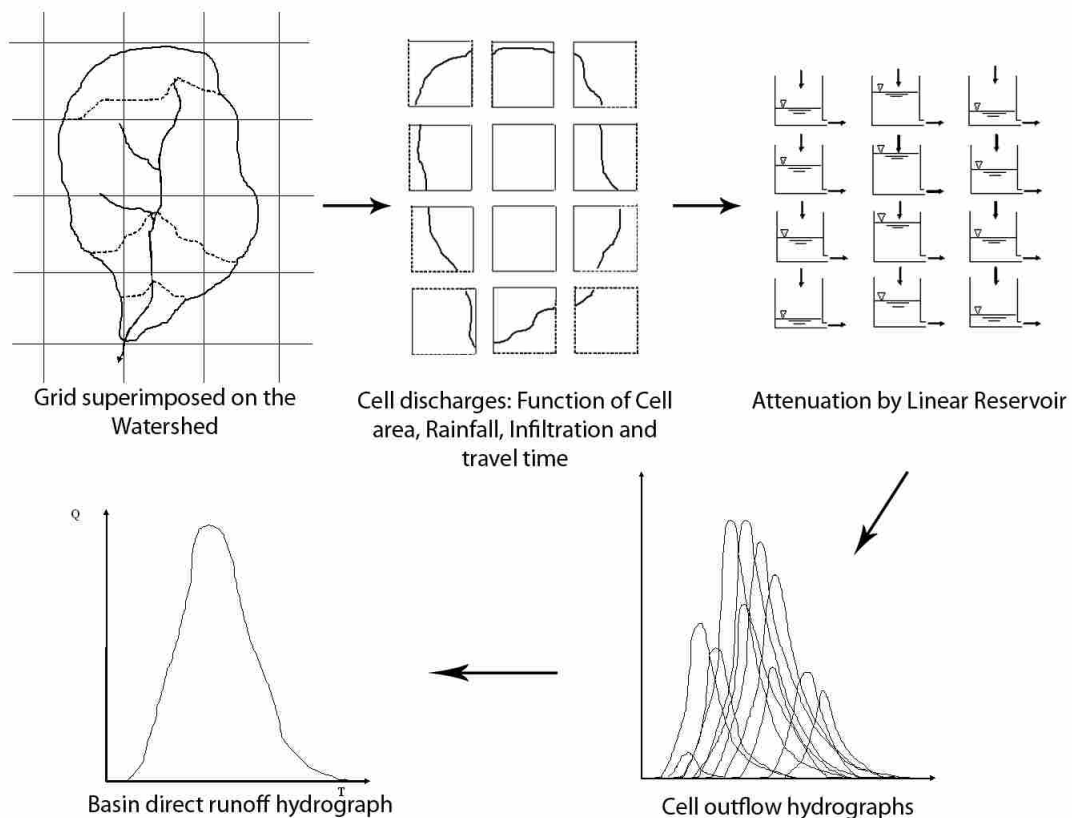 Grid superimposed on the
Watershed
Cell discharges: Function of Cell
area, Rainfall, Infiltration and
travel time
Attenuation by Linear Reservoir
Q
T
Basin direct runoff hydrograph
Cell outflow hydrographs